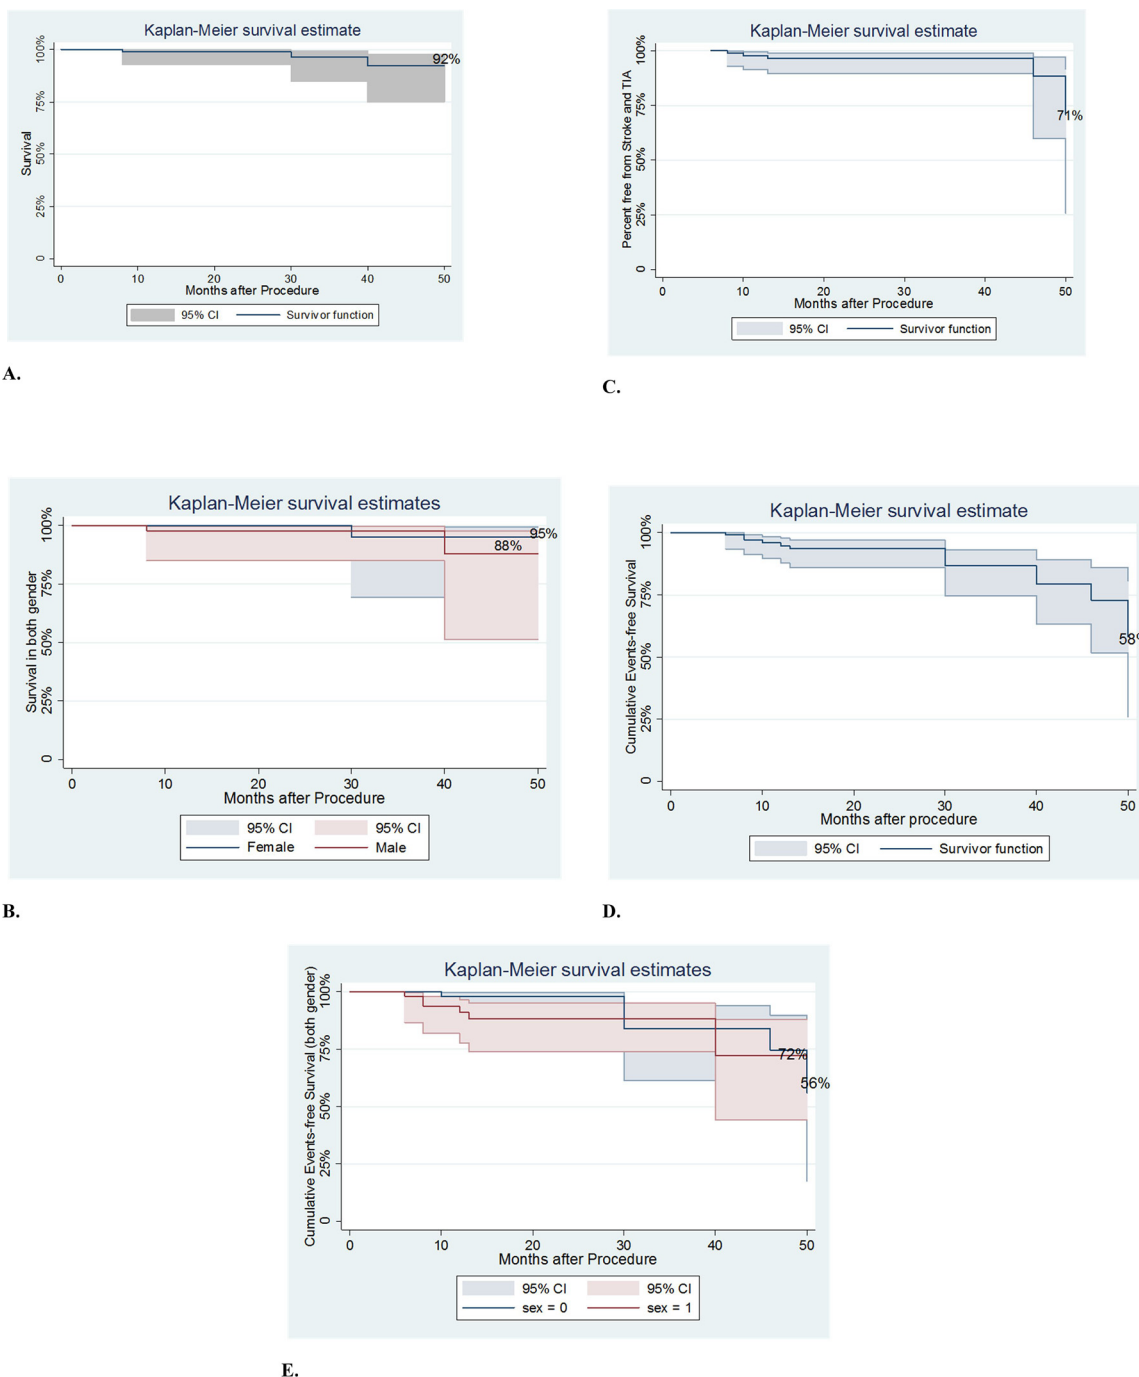 Kaplan-Meier survival estimate
Survival
100%
75%
50%
25%
0
92%
0 10 20 30 40 50
Months after Procedure
95% CI Survivor function
A.
Kaplan-Meier survival estimate
Percent free from Stroke and TIA
100%
75%
50%
25%
0
71%
0 10 20 30 40 50
Months after Procedure
95% CI Survivor function
C.
Kaplan-Meier survival estimates
Survival in both gender
100%
75%
50%
25%
0
95%
88%
0 10 20 30 40 50
Months after Procedure
95% CI 95% CI
Female Male
B.
Kaplan-Meier survival estimate
Cumulative Events-free Survival
100%
75%
50%
25%
0
58%
0 10 20 30 40 50
Months after procedure
95% CI Survivor function
D.
Kaplan-Meier survival estimates
Cumulative Events-free Survival (both gender)
100%
75%
50%
25%
0
72%
56%
0 10 20 30 40 50
Months after Procedure
95% CI 95% CI
sex = 0 sex = 1
E.